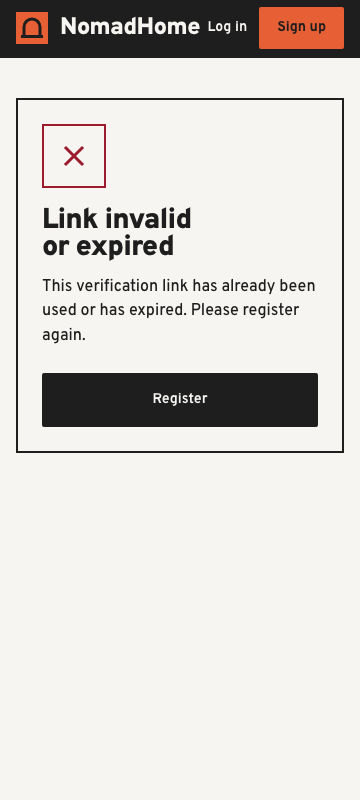 NomadHome Log in Sign up
Link invalid
or expired
This verification link has already been
used or has expired. Please register
again.
Register